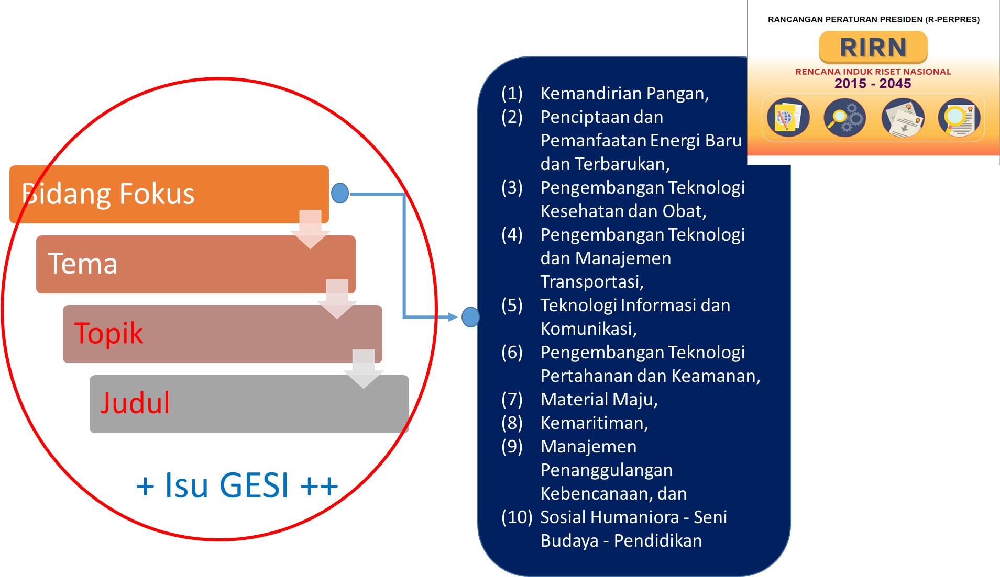 RANCANGAN PERATURAN PRESIDEN (R-PERPRES)
RIRN
RENCANA INDUK RISET NASIONAL
2015 - 2045
Bidang Fokus
Tema
Topik
Judul
+ Isu GESI ++
(1) Kemandirian Pangan,
(2) Penciptaan dan
Pemanfaatan Energi Baru
dan Terbarukan,
(3) Pengembangan Teknologi
Kesehatan dan Obat,
(4) Pengembangan Teknologi
dan Manajemen
Transportasi,
(5) Teknologi Informasi dan
Komunikasi,
(6) Pengembangan Teknologi
Pertahanan dan Keamanan,
(7) Material Maju,
(8) Kemaritiman,
(9) Manajemen
Penanggulangan
Kebencanaan, dan
(10) Sosial Humaniora - Seni
Budaya - Pendidikan